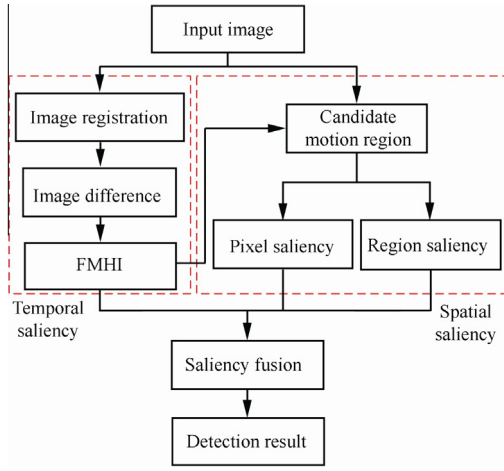 Input image
Image registration
Image difference
FMHI
Candidate
motion region
Pixel saliency
Region saliency
Temporal
saliency
Spatial
saliency
Saliency fusion
Detection result